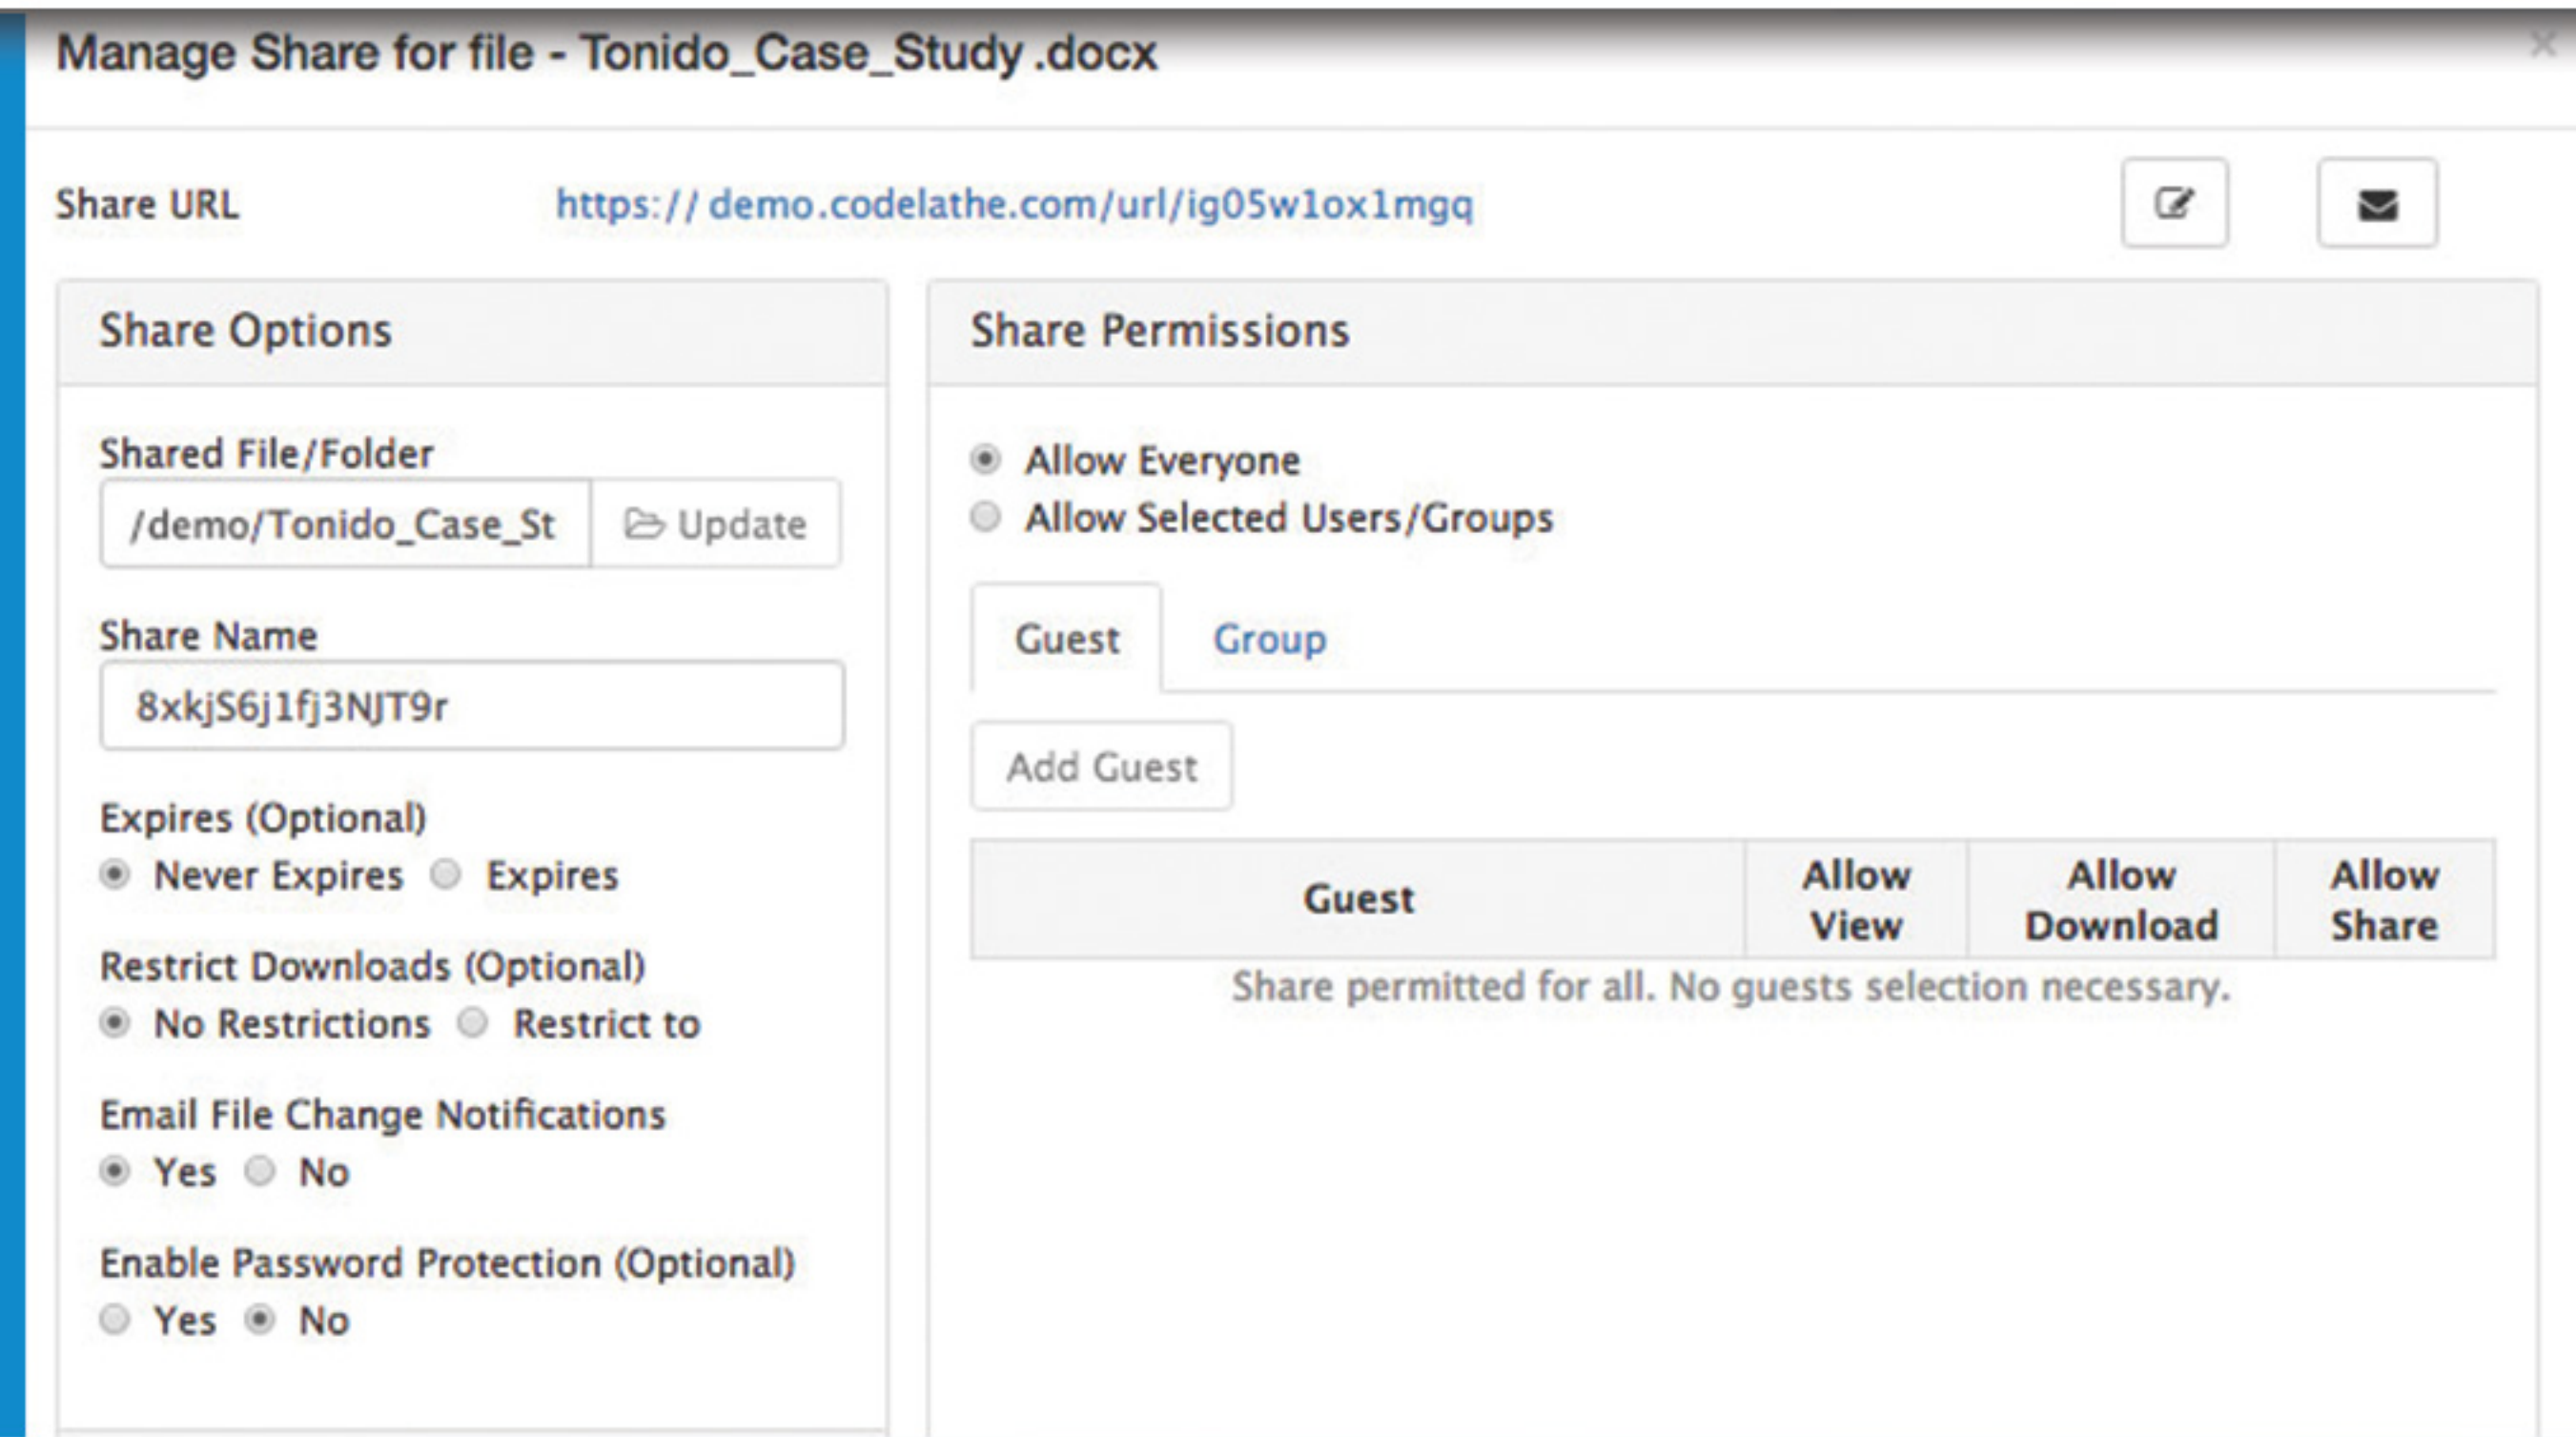 Manage Share for file - Tonido_Case_Study .docx
Share URL
https:// demo.codelathe.com/url/ig05w1ox1mgq
Share Options
Shared File/Folder
/demo/Tonido_Case_St
Update
Share Name
8xkjS6j1fj3NJT9r
Expires (Optional)
Never Expires Expires
Restrict Downloads (Optional)
No Restrictions Restrict to
Email File Change Notifications
Yes No
Enable Password Protection (Optional)
Yes No
Share Permissions
Allow Everyone
Allow Selected Users/Groups
Guest Group
Add Guest
Guest
Allow View
Allow Download
Allow Share
Share permitted for all. No guests selection necessary.